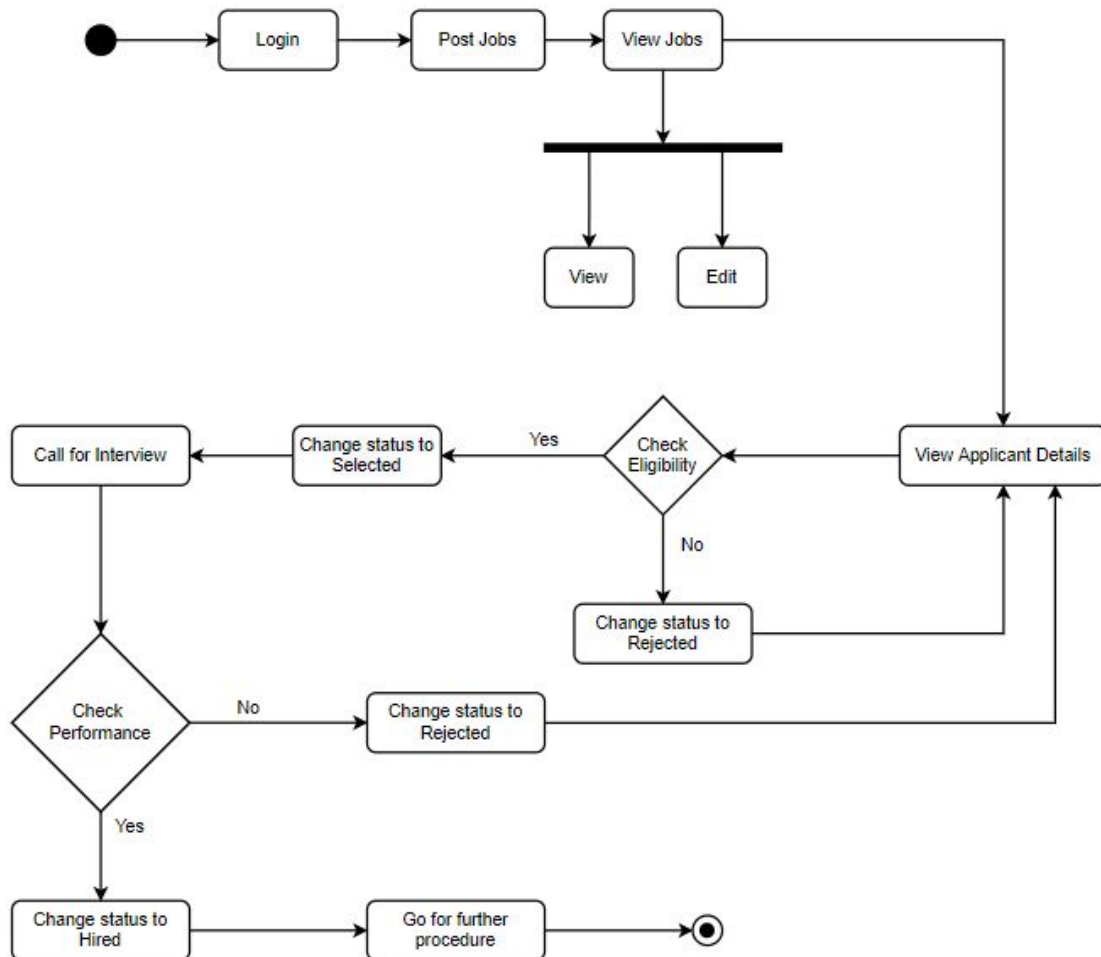 Login
Post Jobs
View Jobs
View
Edit
Call for Interview
Change status to
Selected
Yes
Check
Eligibility
View Applicant Details
No
Change status to
Rejected
Check
Performance
No
Change status to
Rejected
Yes
Change status to
Hired
Go for further
procedure